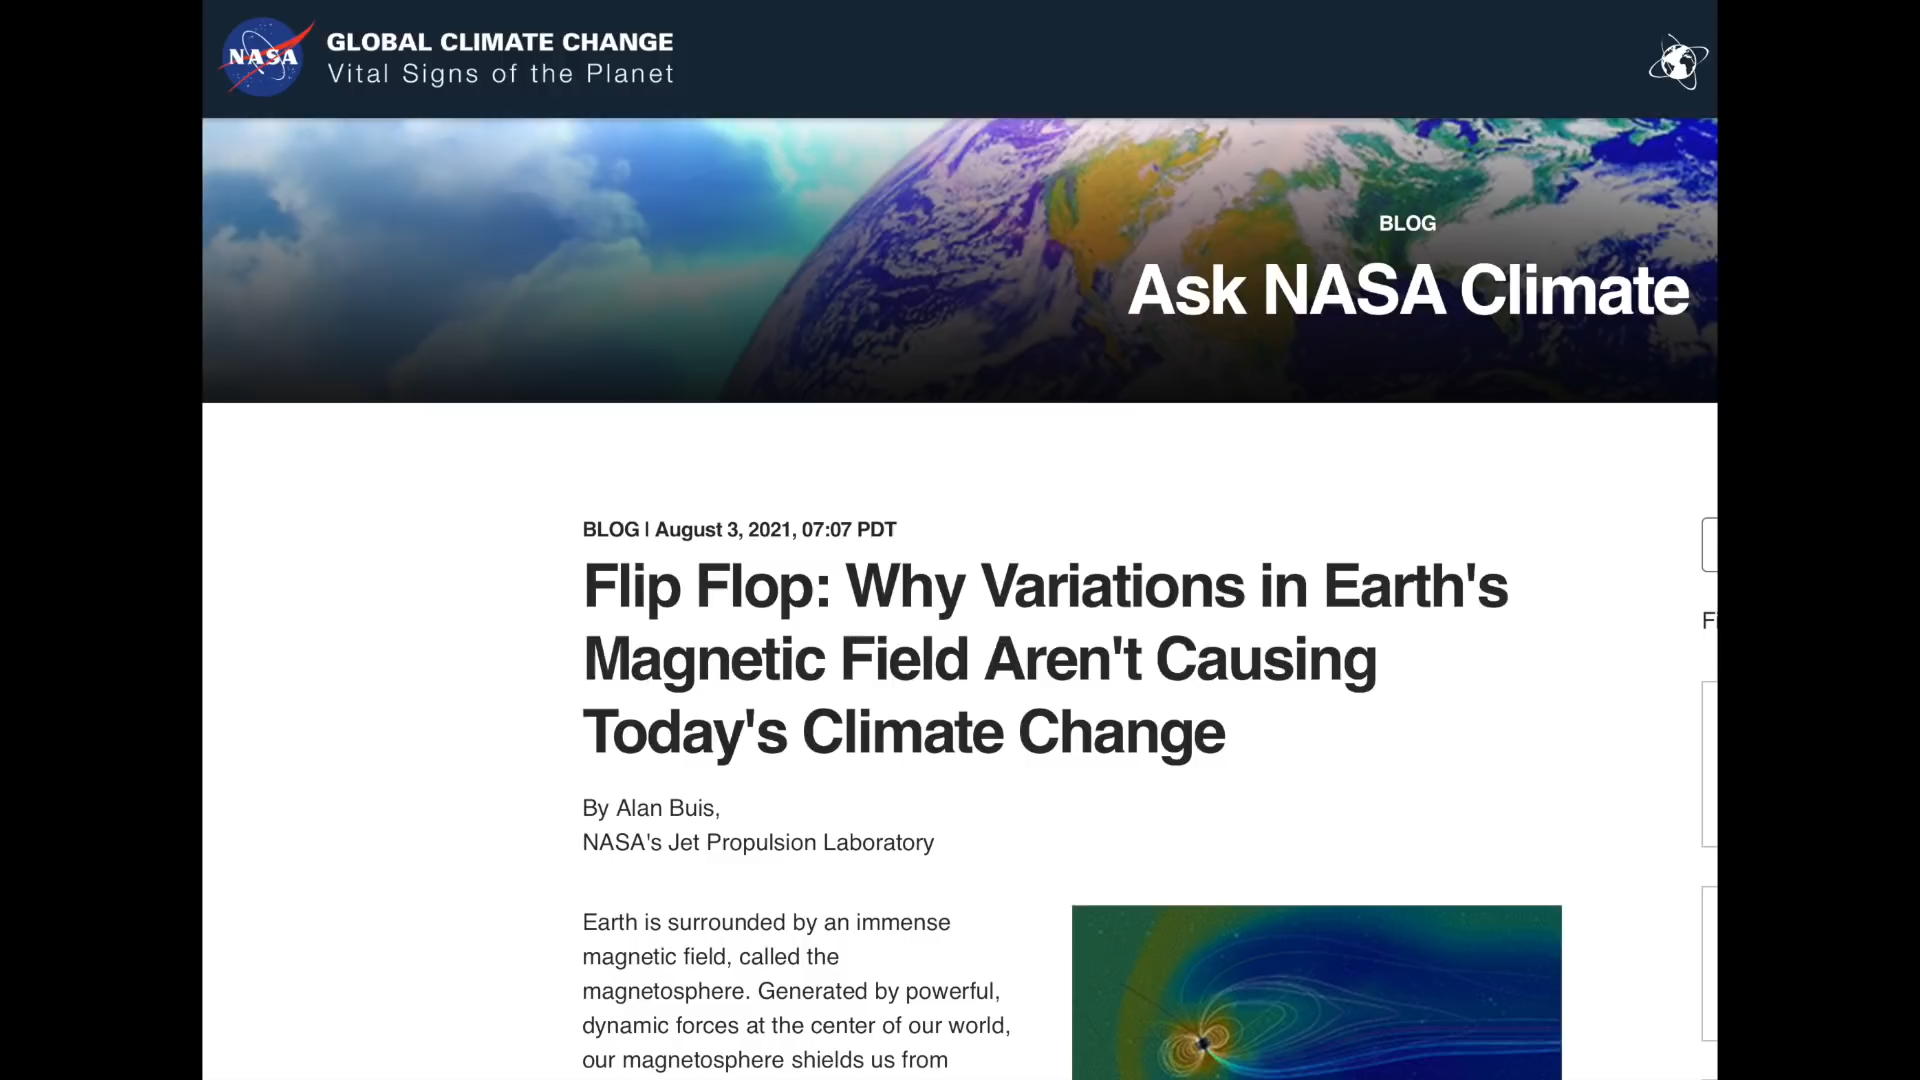 NASA
GLOBAL CLIMATE CHANGE
Vital Signs of the Planet
BLOG
Ask NASA Climate
BLOG | August 3, 2021, 07:07 PDT
Flip Flop: Why Variations in Earth's
Magnetic Field Aren't Causing
Today's Climate Change
By Alan Buis,
NASA's Jet Propulsion Laboratory
Earth is surrounded by an immense
magnetic field, called the
magnetosphere. Generated by powerful,
dynamic forces at the center of our world,
our magnetosphere shields us from